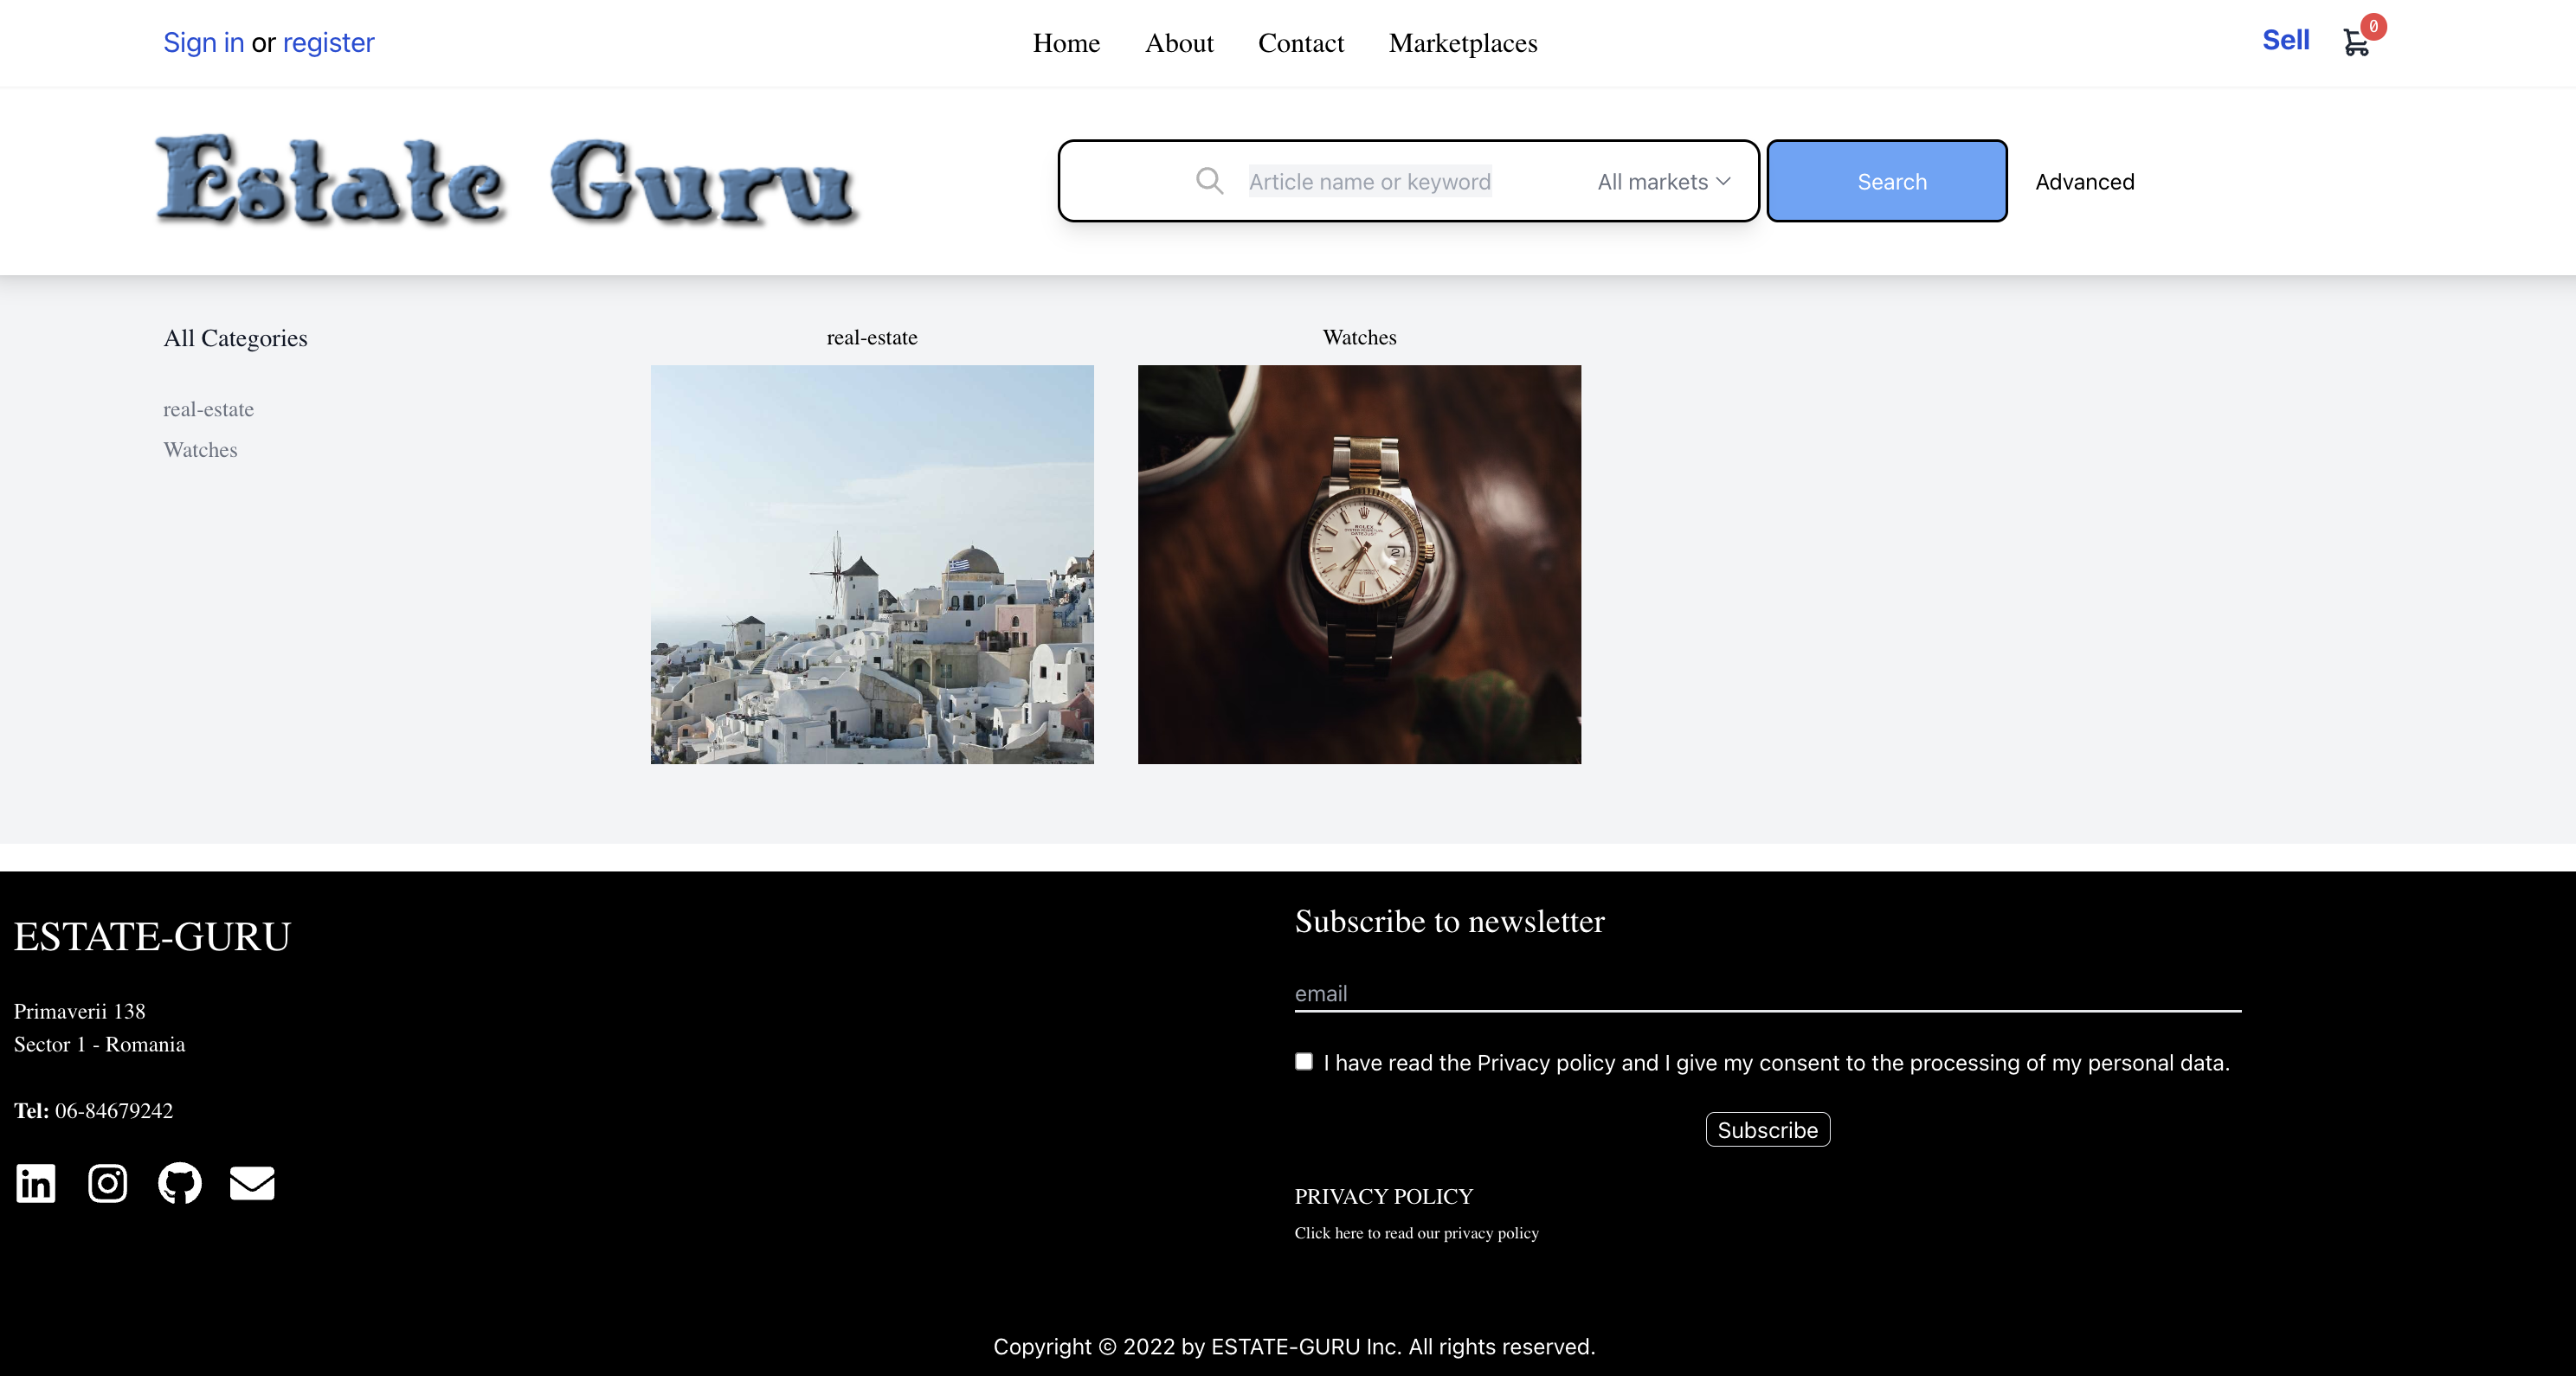 Sign in or register
Home About Contact Marketplaces
Sell
0
Estate Guru
Article name or keyword
All markets
Search
Advanced
All Categories
real-estate
Watches
real-estate
Watches
ROLEX
DATEJUST
2
ESTATE-GURU
Primaverii 138
Sector 1 - Romania
Tel: 06-84679242
in
Subscribe to newsletter
email
I have read the Privacy policy and I give my consent to the processing of my personal data.
Subscribe
PRIVACY POLICY
Click here to read our privacy policy
Copyright © 2022 by ESTATE-GURU Inc. All rights reserved.